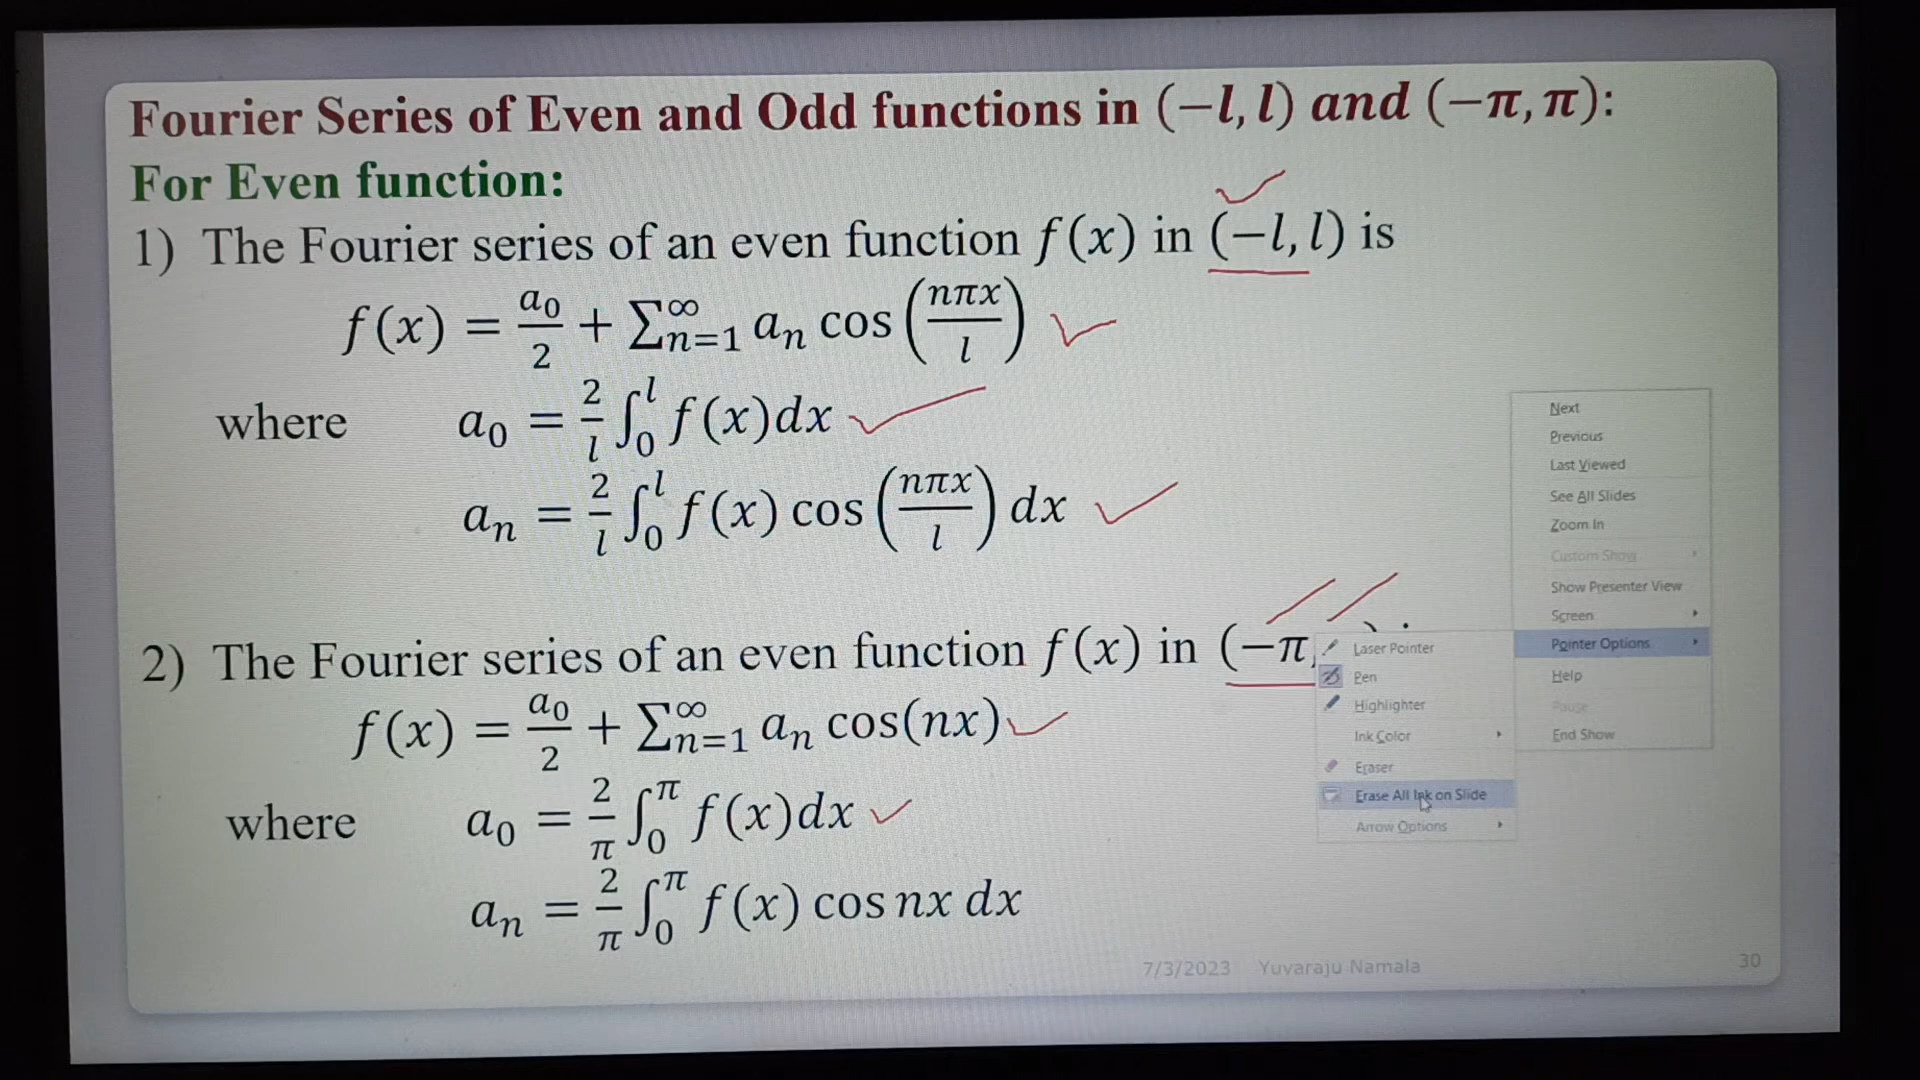 Fourier Series of Even and Odd functions in (−l, l) and (−π, π):
For Even function:
1) The Fourier series of an even function f(x) in (−l, l) is
f(x) = a₀/2 + ∑ₙ₌₁^∞ aₙ cos(nπx/l)
where a₀ = 2/l ∫₀^l f(x)dx
aₙ = 2/l ∫₀^l f(x) cos(nπx/l) dx
2) The Fourier series of an even function f(x) in (−π
f(x) = a₀/2 + ∑ₙ₌₁^∞ aₙ cos(nx)
where a₀ = 2/π ∫₀^π f(x)dx
aₙ = 2/π ∫₀^π f(x) cos nx dx
Next
Previous
Last Viewed
See All Slides
Zoom In
Custom Show
Show Presenter View
Screen
Pointer Options
Help
Pause
End Show
Laser Pointer
Pen
Highlighter
Ink Color
Eraser
Erase All Ink on Slide
Arrow Options
7/3/2023 Yuvaraju Namala 30